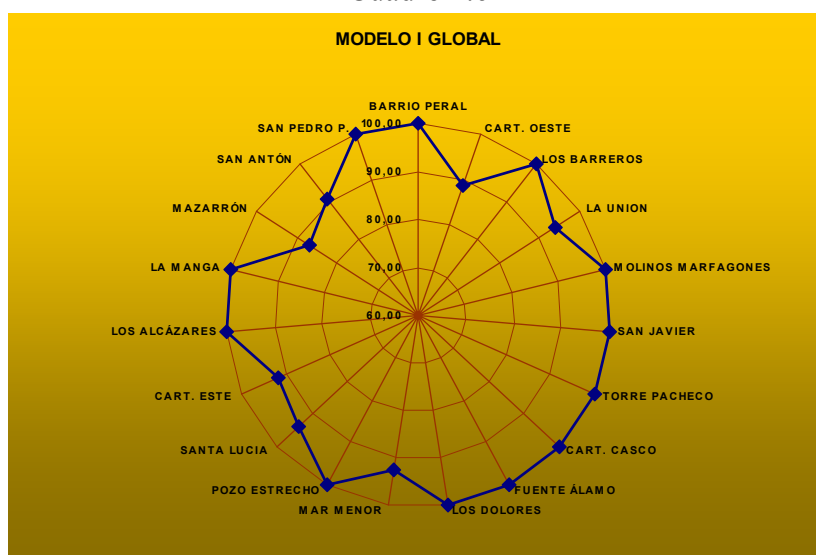 MODELO I GLOBAL
BARRIO PERAL
CART. OESTE
LOS BARREROS
LA UNION
MOLINOS MARFAGONES
SAN JAVIER
TORRE PACHECO
CART. CASCO
FUENTE ÁLAMO
LOS DOLORES
MAR MENOR
POZO ESTRECHO
SANTA LUCIA
CART. ESTE
LOS ALCÁZARES
LA MANGA
MAZARRÓN
SAN ANTÓN
SAN PEDRO P.
100,00
90,00
80,00
70,00
60,00